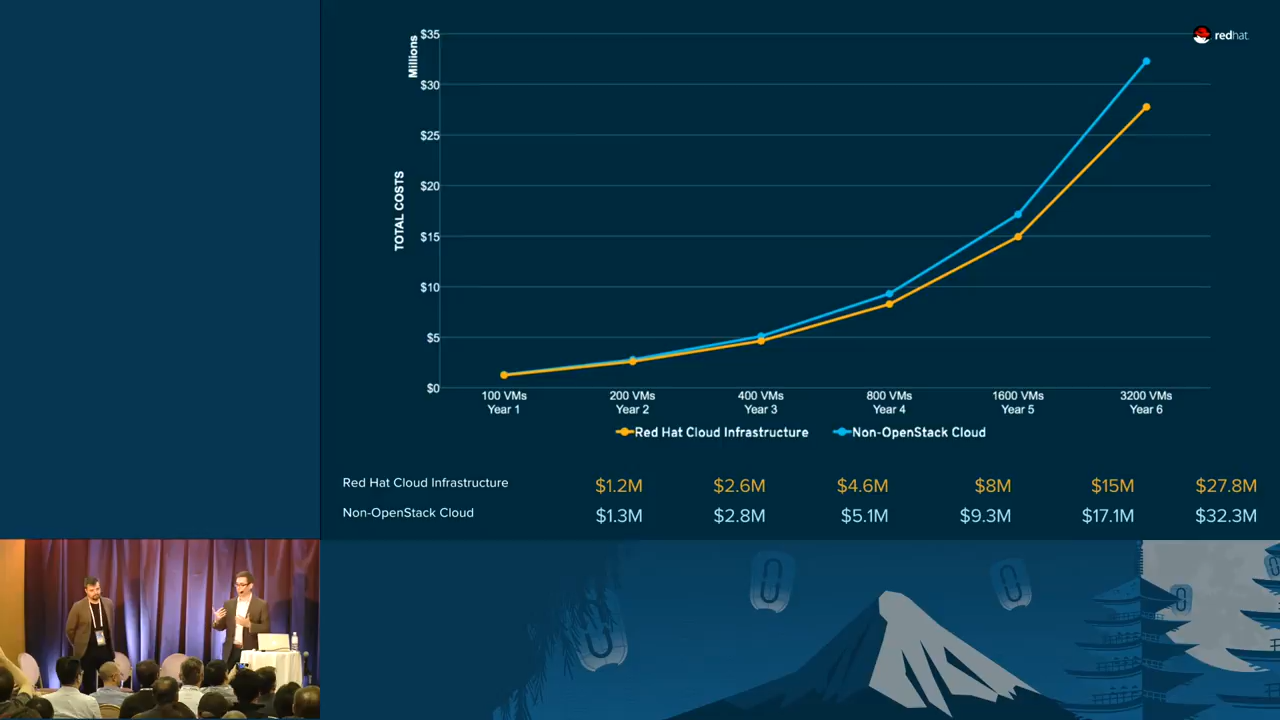 redhat.
Millions
TOTAL COSTS
$35
$30
$25
$20
$15
$10
$5
$0
100 VMs
Year 1
200 VMs
Year 2
400 VMs
Year 3
800 VMs
Year 4
1600 VMs
Year 5
3200 VMs
Year 6
Red Hat Cloud Infrastructure
Non-OpenStack Cloud
Red Hat Cloud Infrastructure $1.2M $2.6M $4.6M $8M $15M $27.8M
Non-OpenStack Cloud $1.3M $2.8M $5.1M $9.3M $17.1M $32.3M